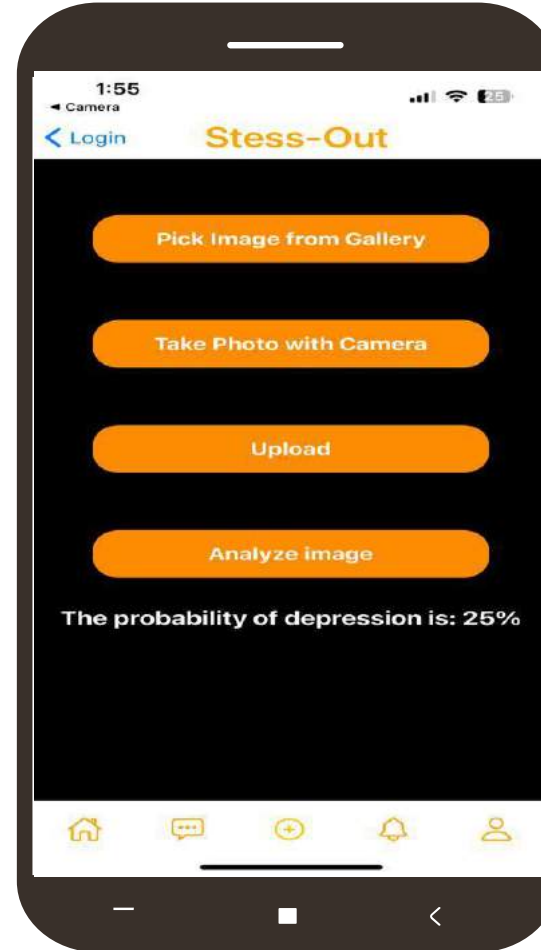 1:55
◄ Camera
25
Login
Stess-Out
Pick Image from Gallery
Take Photo with Camera
Upload
Analyze image
The probability of depression is: 25%